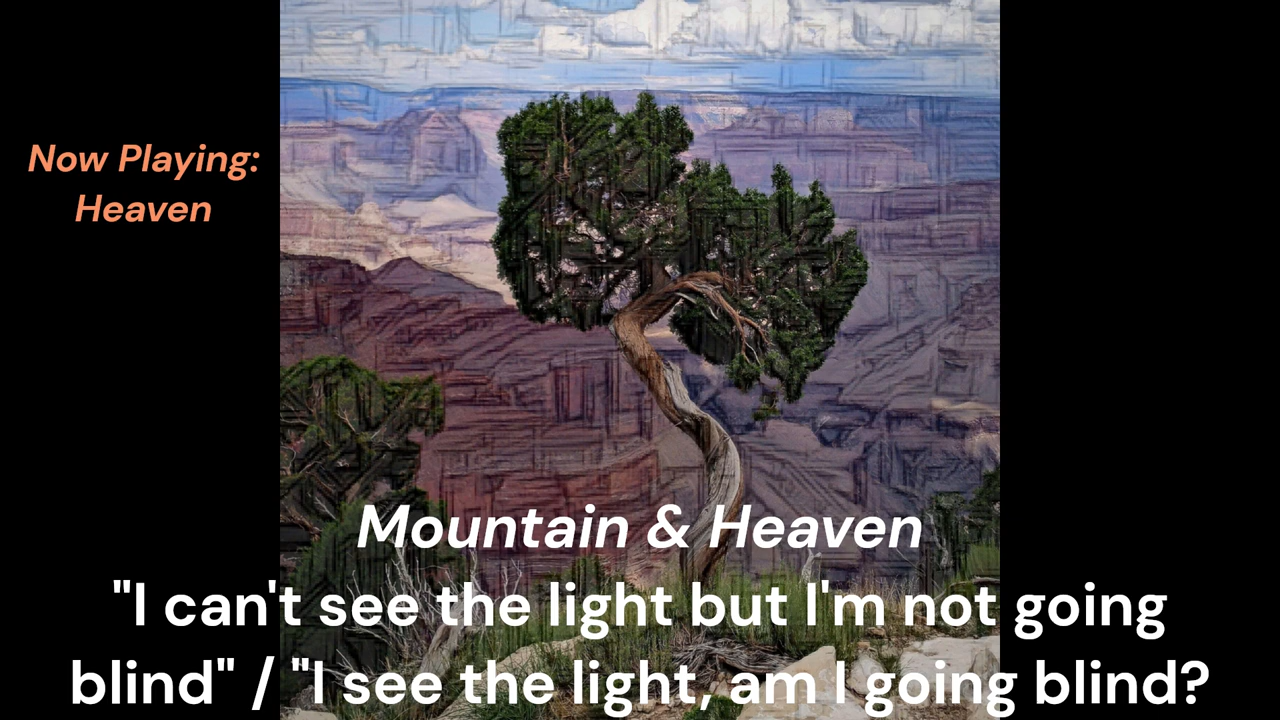 Now Playing:
Heaven
Mountain & Heaven
"I can't see the light but I'm not going
blind" / "I see the light, am I going blind?